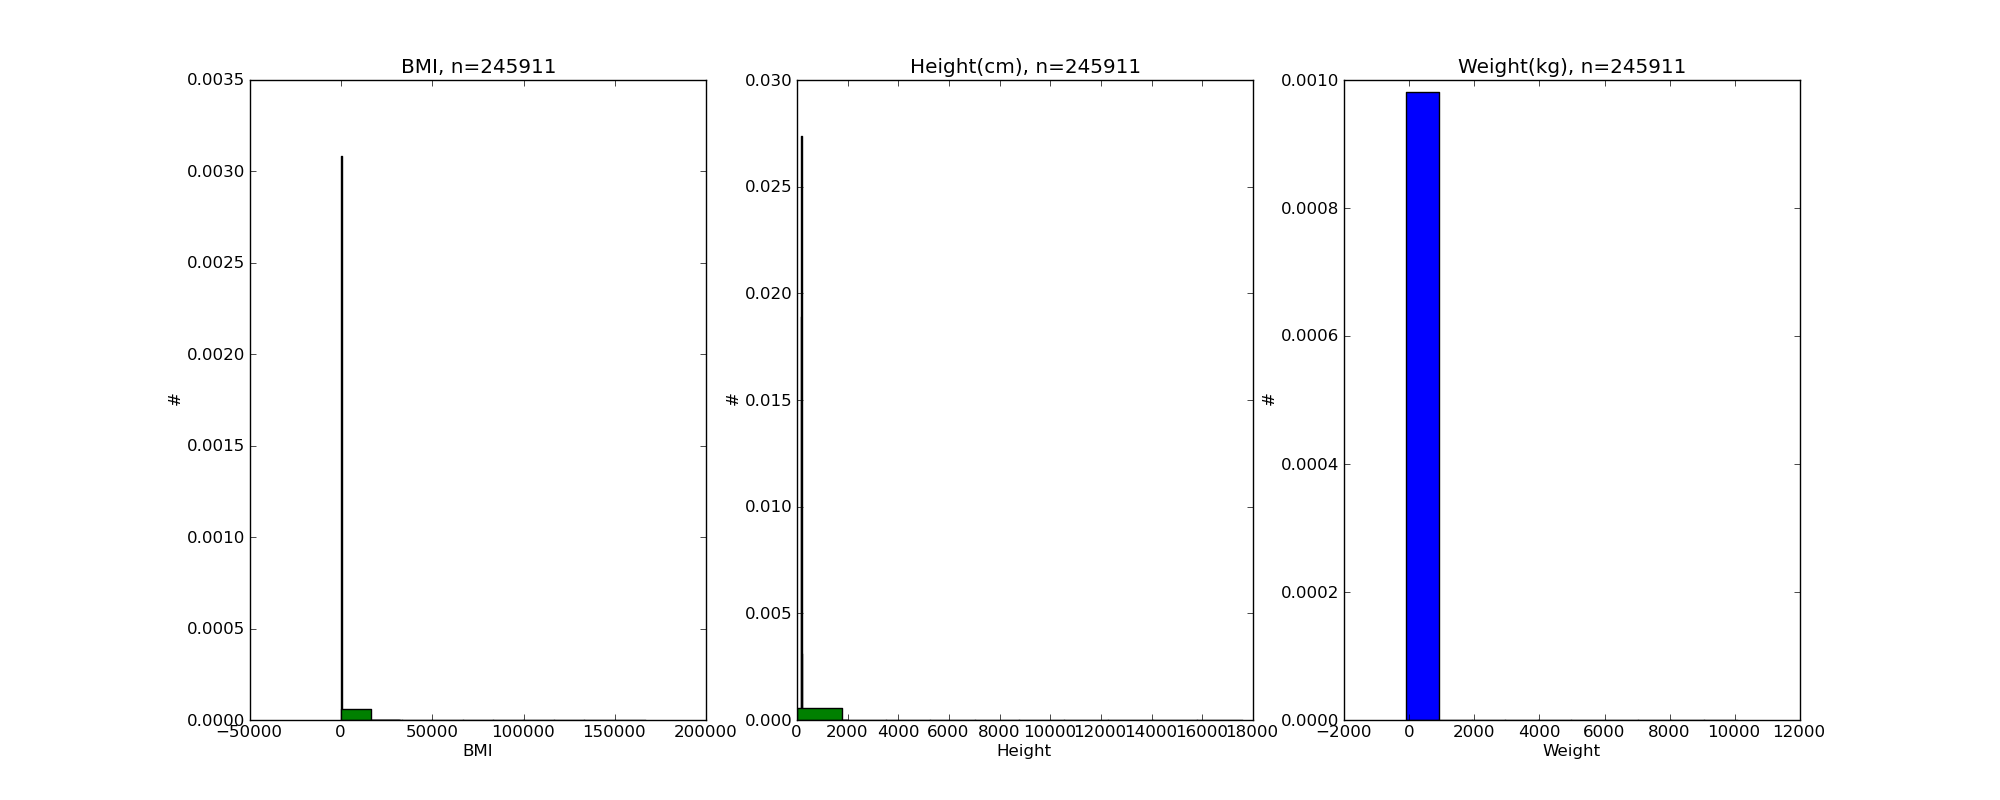 BMI, n=245911
0.0035
0.0030
0.0025
0.0020
0.0015
0.0010
0.0005
0.0000
#
−50000 0 50000 100000 150000 200000
BMI
Height(cm), n=245911
0.030
0.025
0.020
0.015
0.010
0.005
0.000
#
0 2000 4000 6000 8000 10000 12000 14000 16000 18000
Height
Weight(kg), n=245911
0.0010
0.0008
0.0006
0.0004
0.0002
0.0000
#
−2000 0 2000 4000 6000 8000 10000 12000
Weight